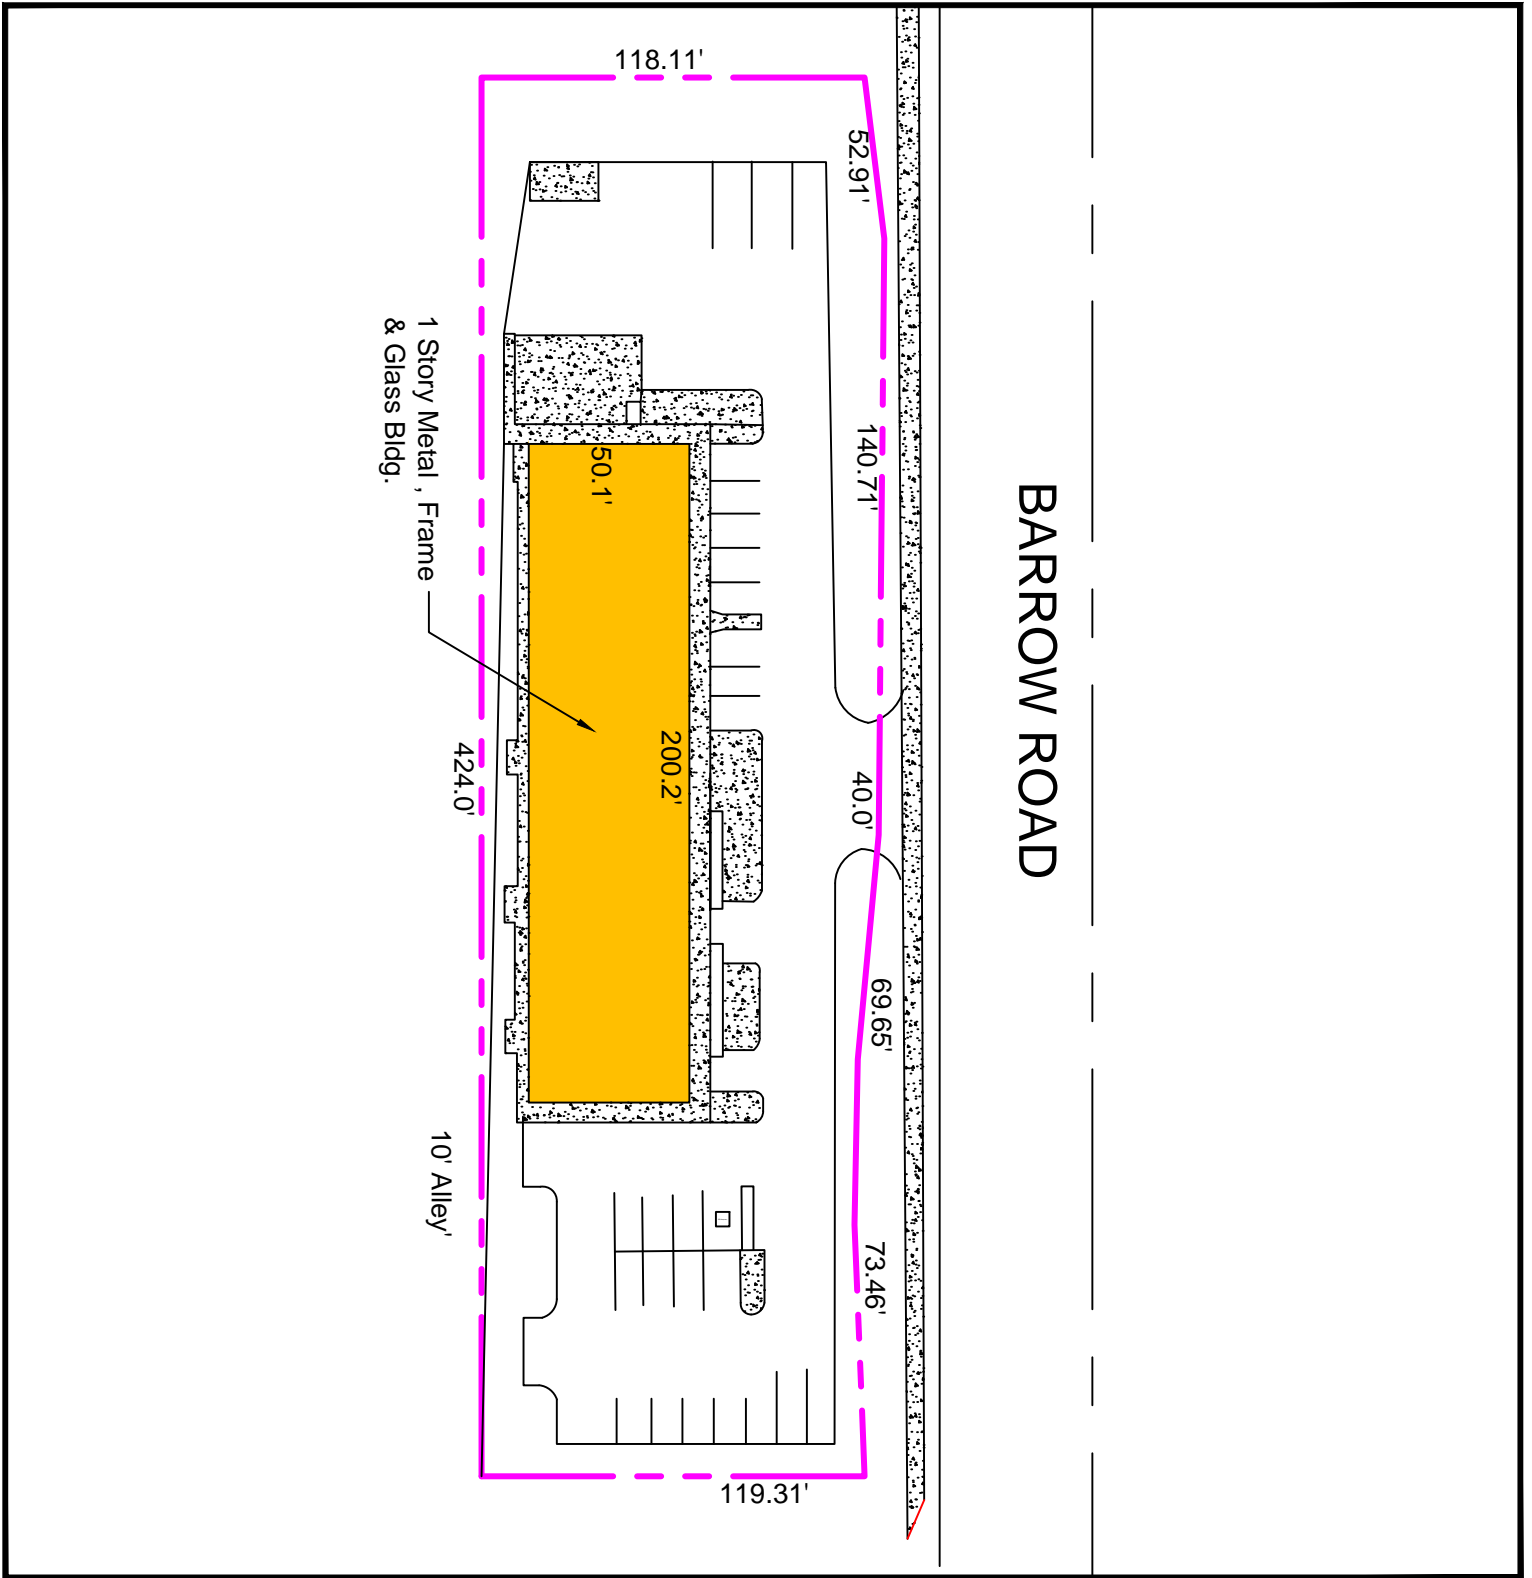 118.11'
52.91'
140.71'
BARROW ROAD
1 Story Metal , Frame
& Glass Bldg.
50.1'
200.2'
40.0'
424.0'
69.65'
10' Alley'
73.46'
119.31'